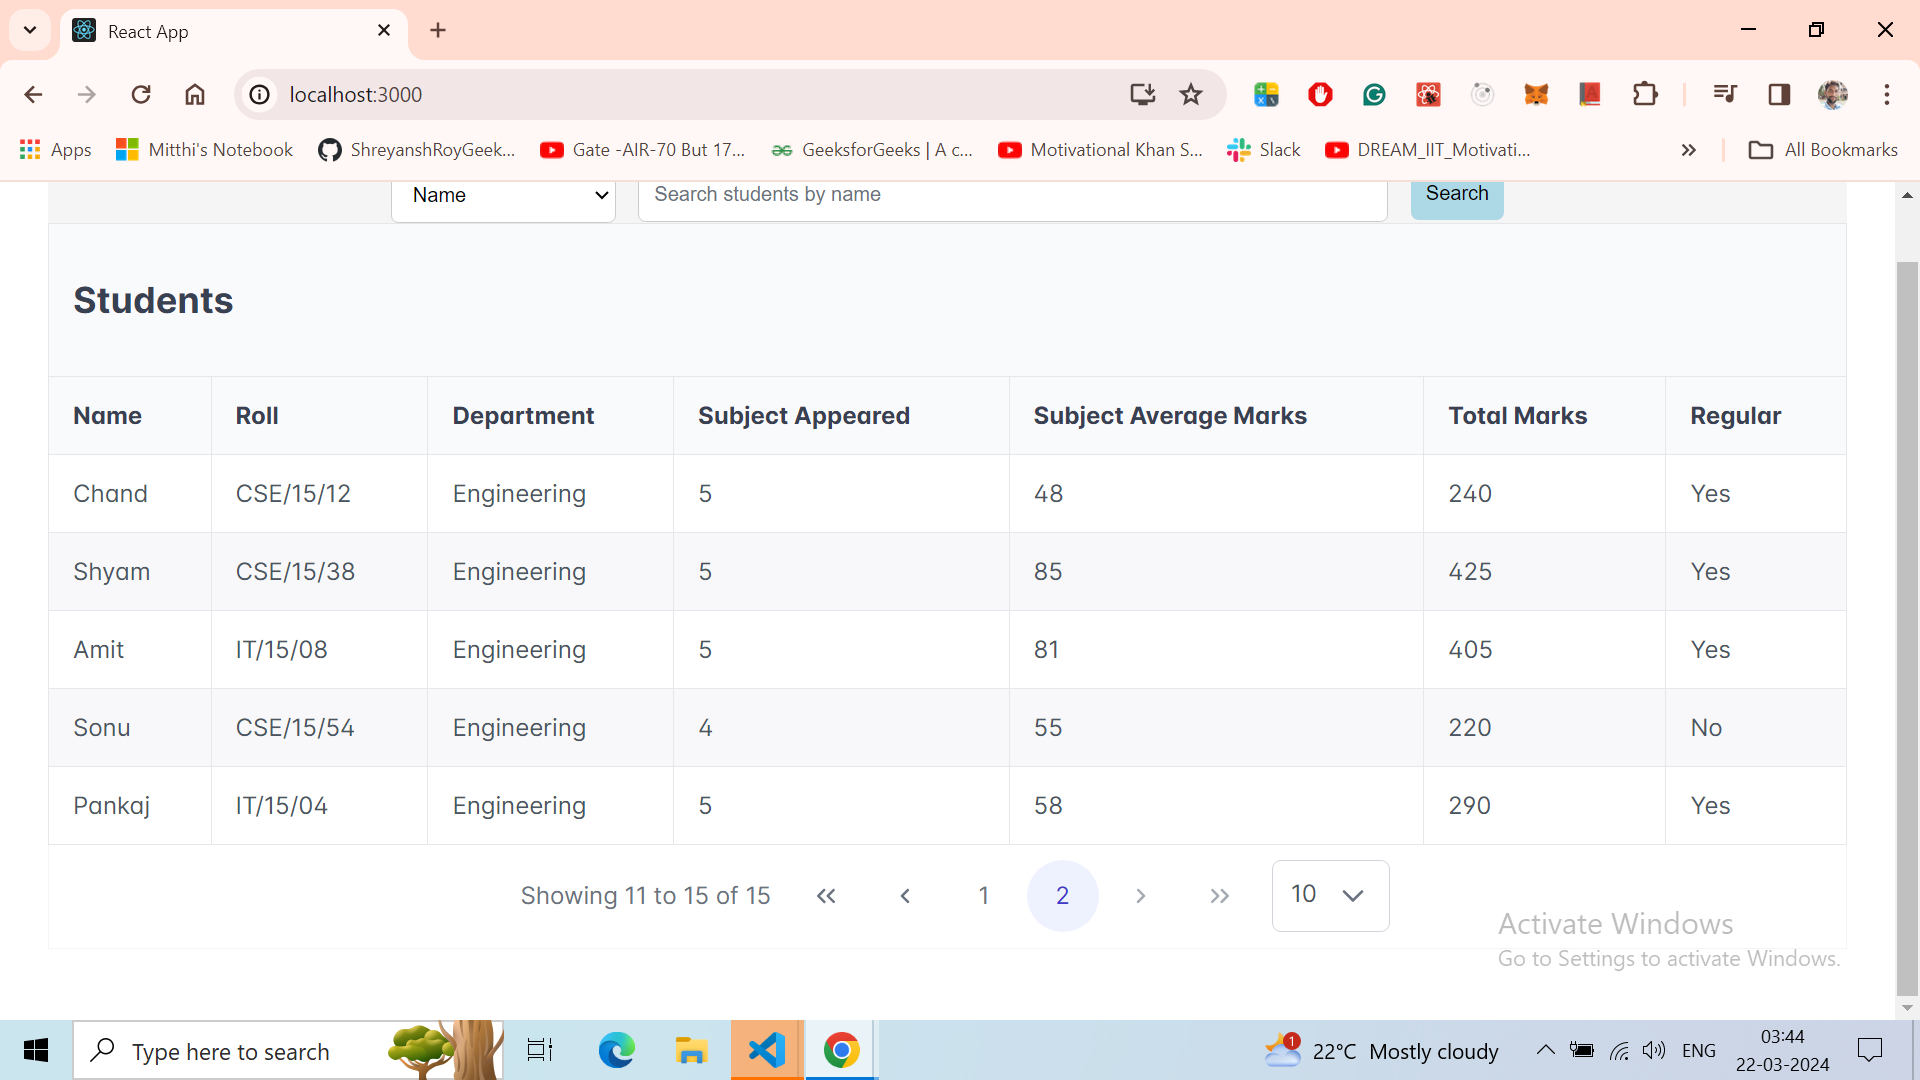 React App
localhost:3000
Apps Mitthi's Notebook ShreyanshRoyGeek... Gate -AIR-70 But 17... GeeksforGeeks | A c... Motivational Khan S... Slack DREAM_IIT_Motivati... » All Bookmarks
Name Search students by name Search
Students
Name Roll Department Subject Appeared Subject Average Marks Total Marks Regular
Chand CSE/15/12 Engineering 5 48 240 Yes
Shyam CSE/15/38 Engineering 5 85 425 Yes
Amit IT/15/08 Engineering 5 81 405 Yes
Sonu CSE/15/54 Engineering 4 55 220 No
Pankaj IT/15/04 Engineering 5 58 290 Yes
Showing 11 to 15 of 15 « ‹ 1 2 › » 10
Activate Windows
Go to Settings to activate Windows.
Type here to search 1 22°C Mostly cloudy ENG 03:44
22-03-2024